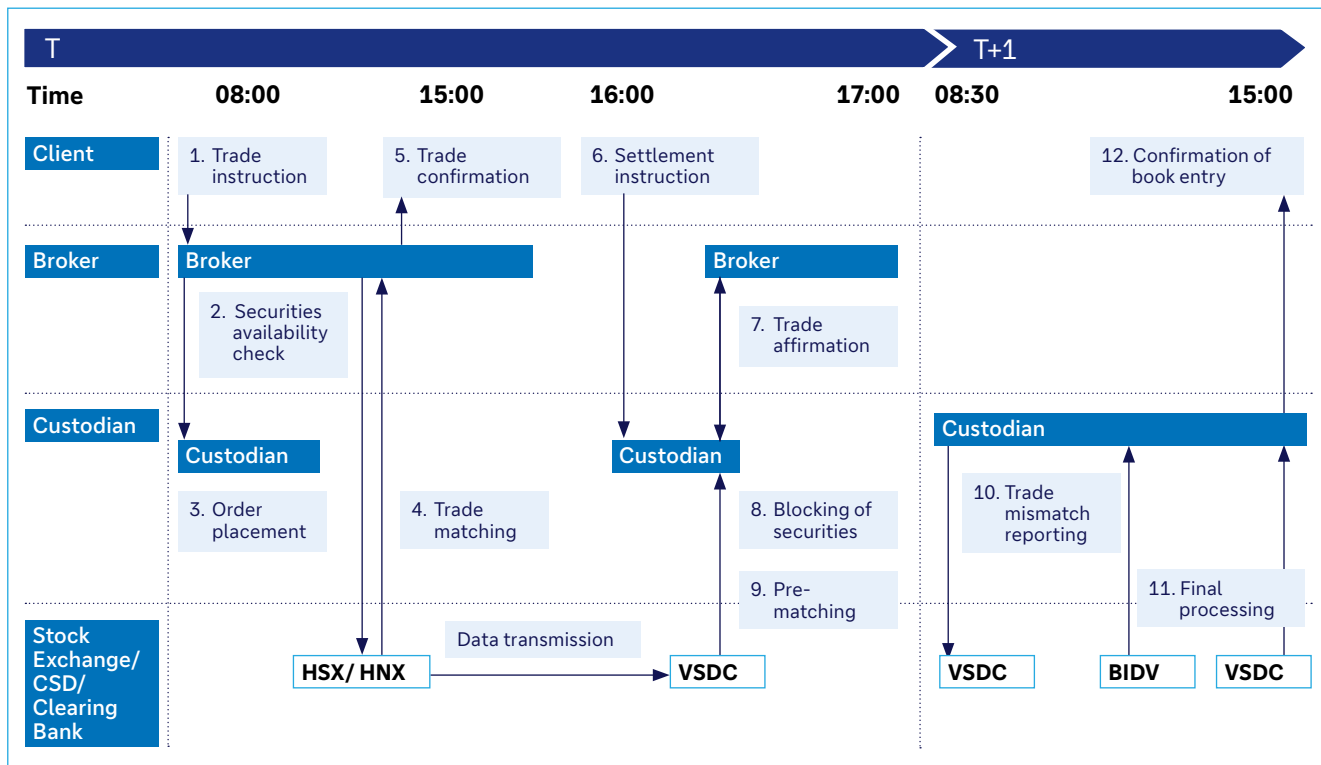 T
T+1
Time
08:00
15:00
16:00
17:00
08:30
15:00
Client
1. Trade
instruction
5. Trade
confirmation
6. Settlement
instruction
12. Confirmation of
book entry
Broker
Broker
Broker
2. Securities
availability
check
7. Trade
affirmation
Custodian
Custodian
Custodian
Custodian
3. Order
placement
4. Trade
matching
8. Blocking of
securities
10. Trade
mismatch
reporting
9. Pre-
matching
11. Final
processing
Stock
Exchange/
CSD/
Clearing
Bank
Data transmission
HSX/ HNX
VSDC
VSDC
BIDV
VSDC